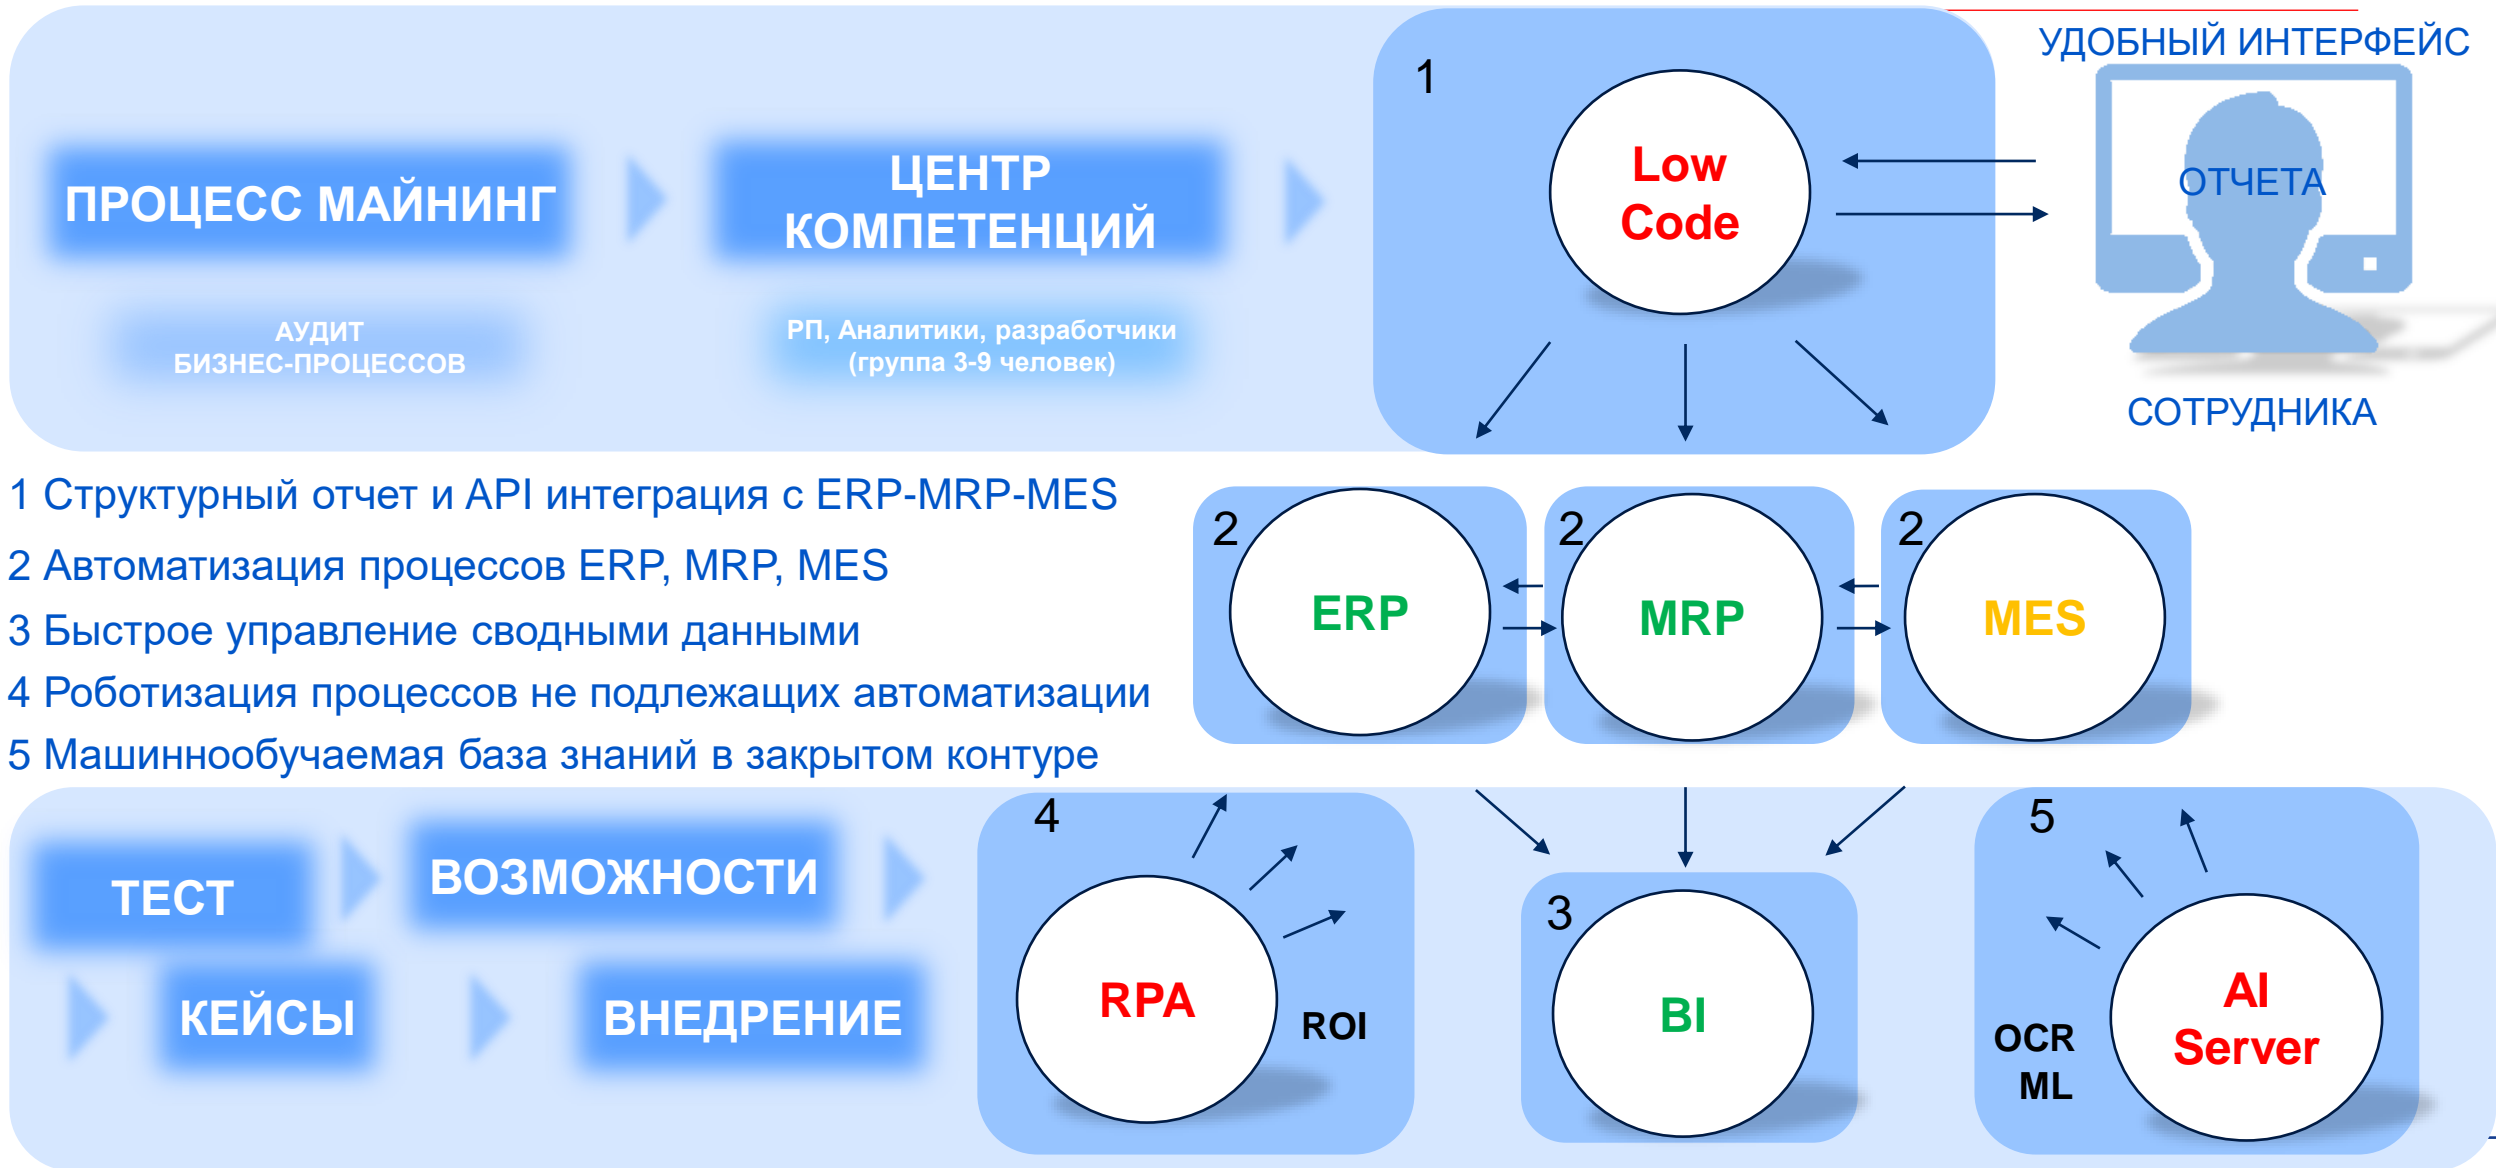 УДОБНЫЙ ИНТЕРФЕЙС
ОТЧЕТА
СОТРУДНИКА
ПРОЦЕСС МАЙНИНГ
АУДИТ
БИЗНЕС-ПРОЦЕССОВ
ЦЕНТР
КОМПЕТЕНЦИЙ
РП, Аналитики, разработчики
(группа 3-9 человек)
1
Low
Code
1 Структурный отчет и API интеграция с ERP-MRP-MES
2 Автоматизация процессов ERP, MRP, MES
3 Быстрое управление сводными данными
4 Роботизация процессов не подлежащих автоматизации
5 Машиннообучаемая база знаний в закрытом контуре
2
ERP
2
MRP
2
MES
ТЕСТ
ВОЗМОЖНОСТИ
КЕЙСЫ
ВНЕДРЕНИЕ
4
RPA
ROI
3
BI
5
OCR
ML
AI
Server